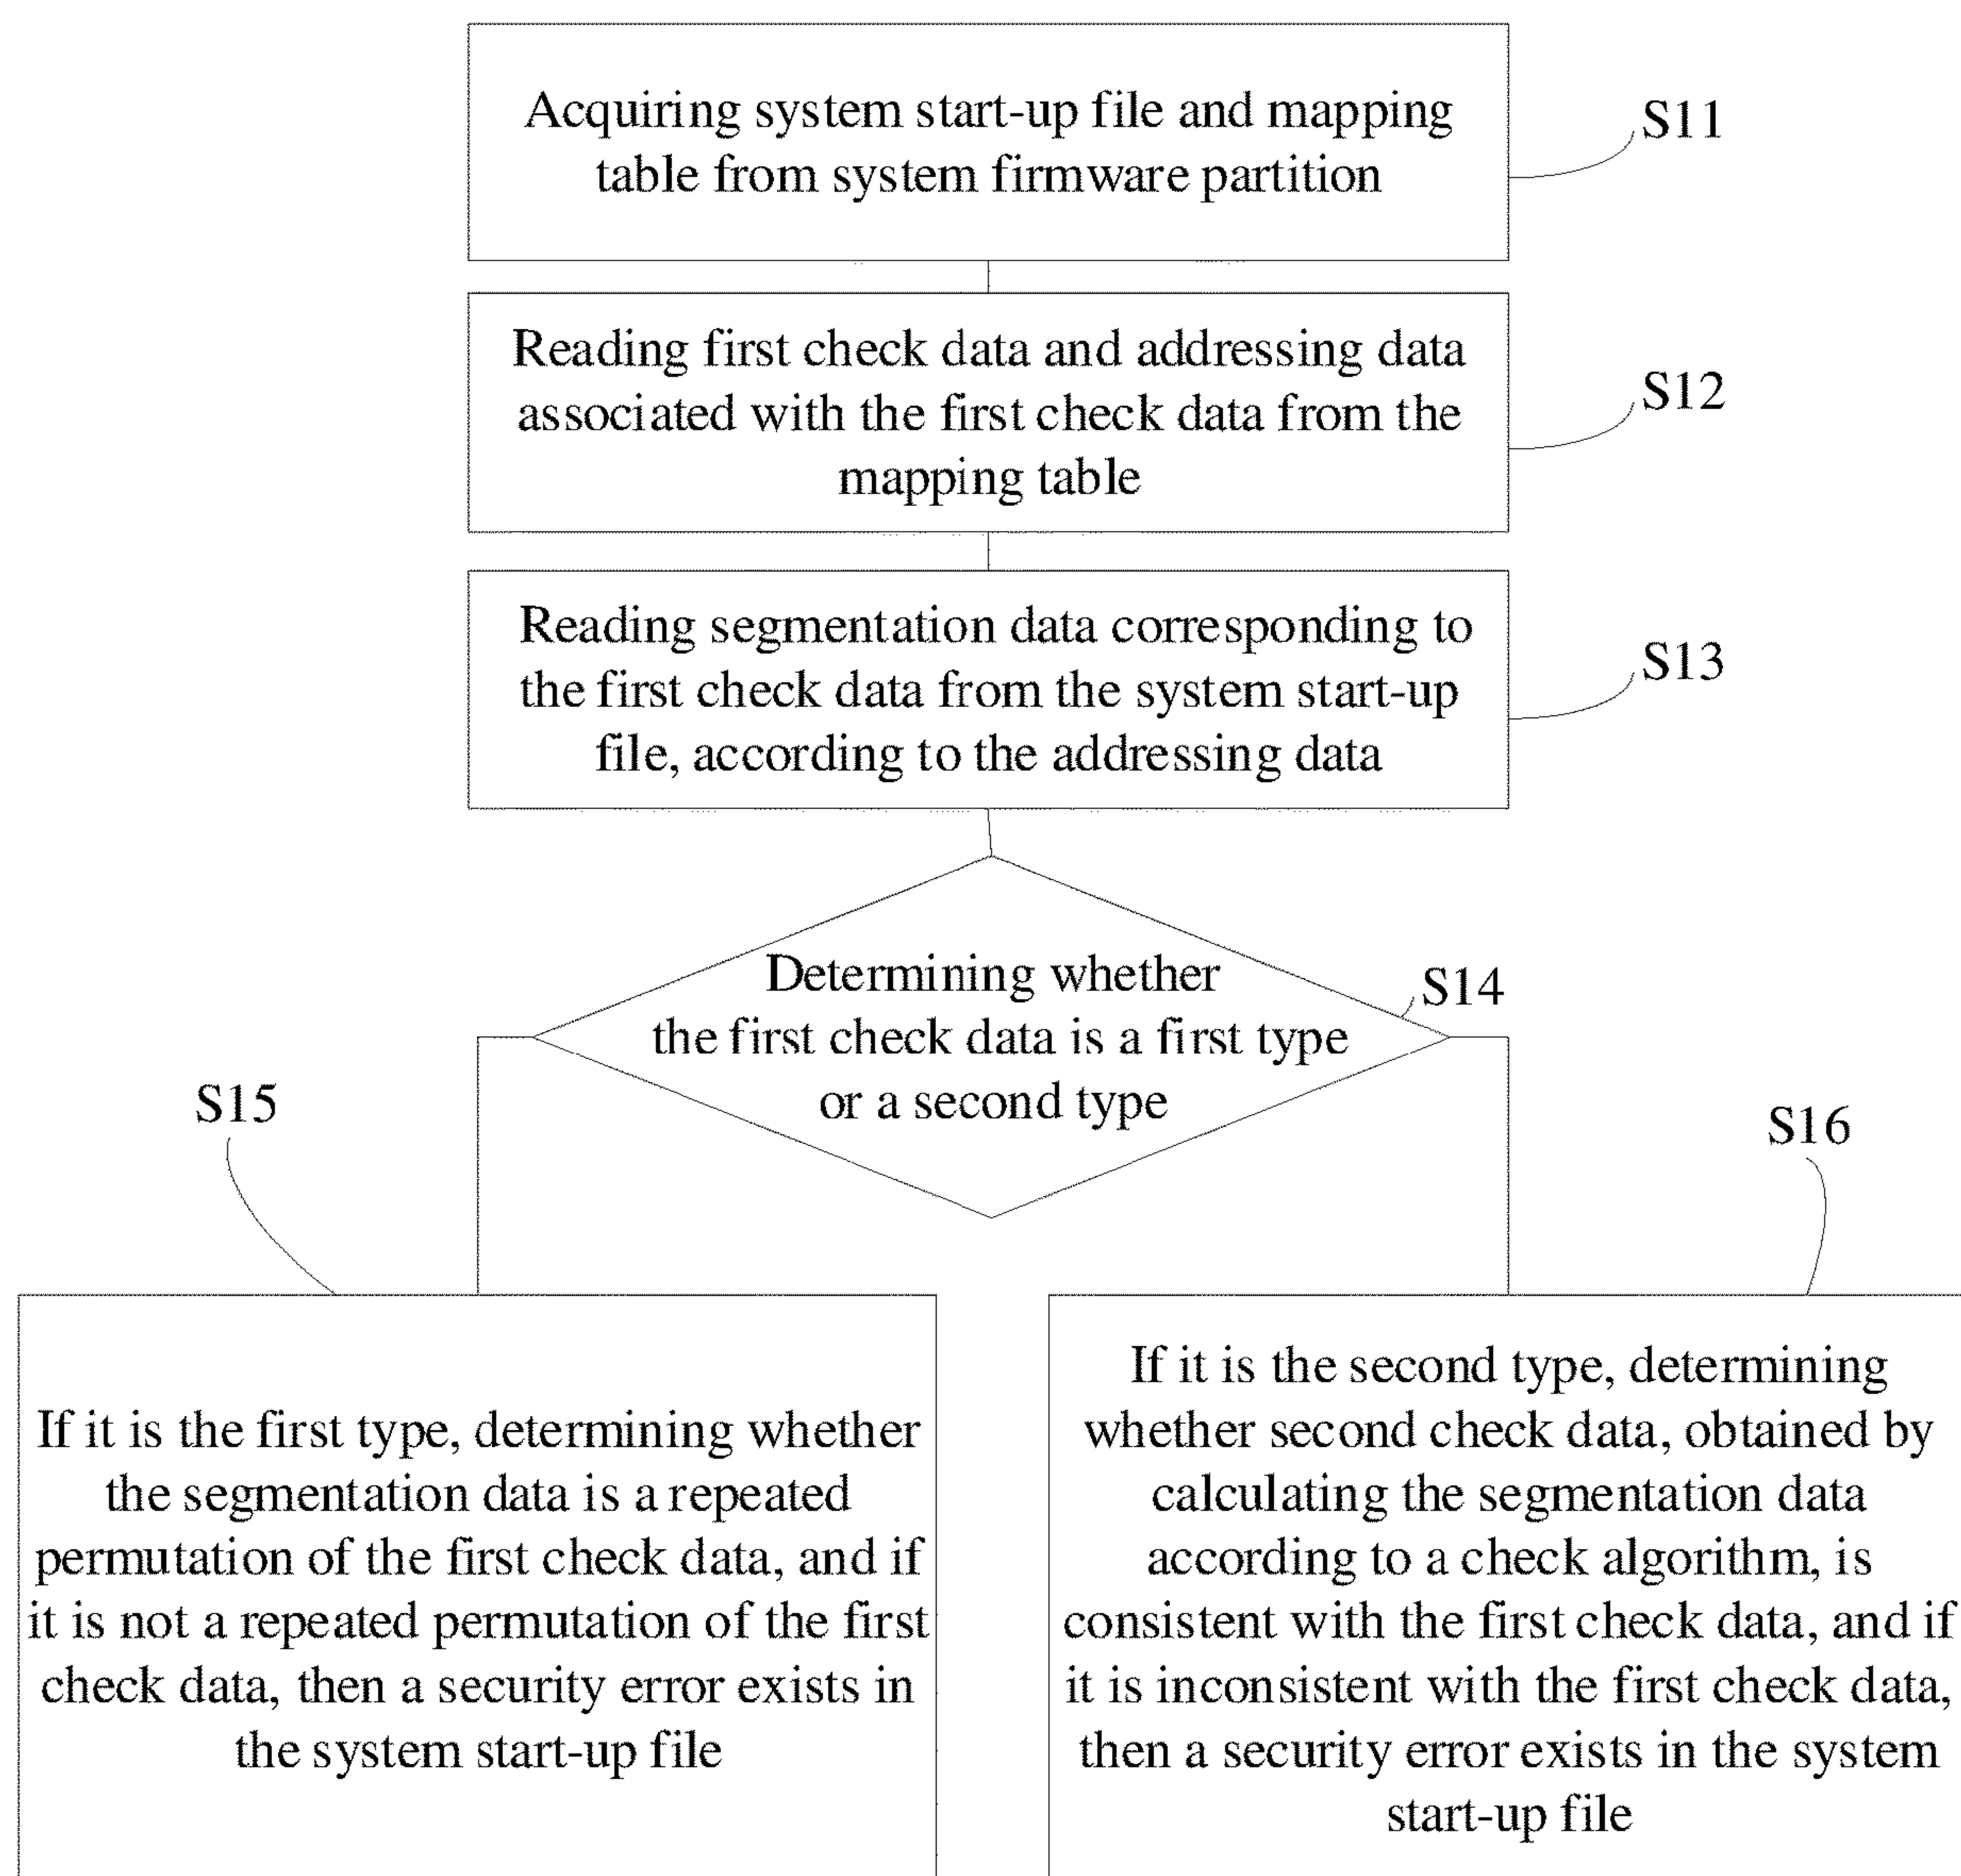 Acquiring system start-up file and mapping
table from system firmware partition
S11
Reading first check data and addressing data
associated with the first check data from the
mapping table
S12
Reading segmentation data corresponding to
the first check data from the system start-up
file, according to the addressing data
S13
Determining whether
the first check data is a first type
or a second type
S14
S15
If it is the first type, determining whether
the segmentation data is a repeated
permutation of the first check data, and if
it is not a repeated permutation of the first
check data, then a security error exists in
the system start-up file
S16
If it is the second type, determining
whether second check data, obtained by
calculating the segmentation data
according to a check algorithm, is
consistent with the first check data, and if
it is inconsistent with the first check data,
then a security error exists in the system
start-up file